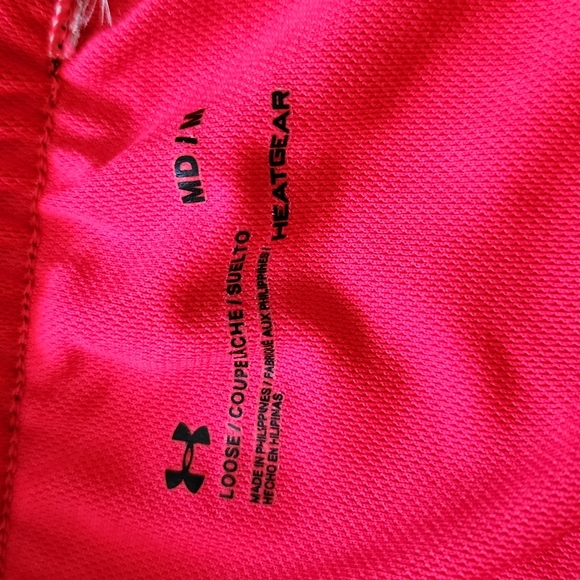 MD / M
HEATGEAR
LOOSE / COUPE LÂCHE / SUELTO
MADE IN PHILIPPINES / FABRIQUÉ AUX PHILIPPINES /
HECHO EN FILIPINAS